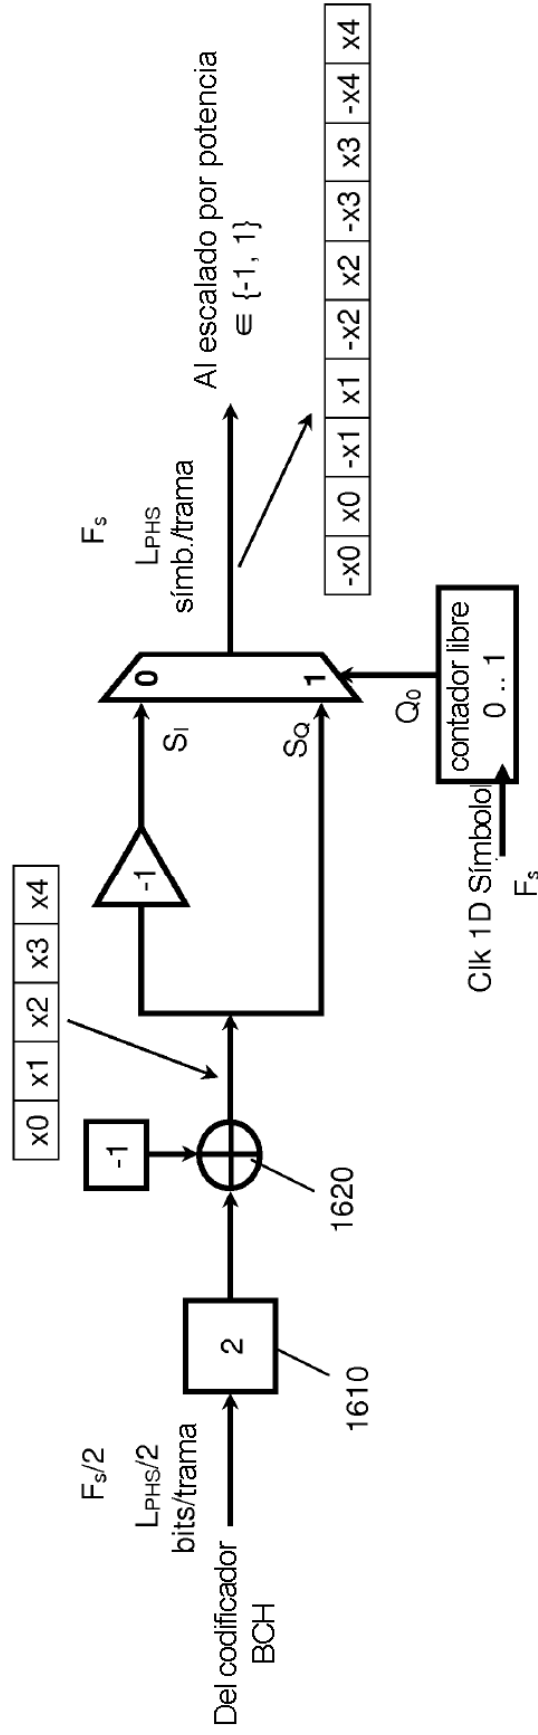 Del codificador
BCH
Fs/2
LPHS/2
bits/trama
2
1610
-1
1620
x0 x1 x2 x3 x4
-1
SI
SQ
0
1
Q0
contador libre
0 .. 1
Clk 1D Símbolo
Fs
Fs
LPHS
símb./trama
Al escalado por potencia
∈ {-1, 1}
-x0 x0 -x1 x1 -x2 x2 -x3 x3 -x4 x4